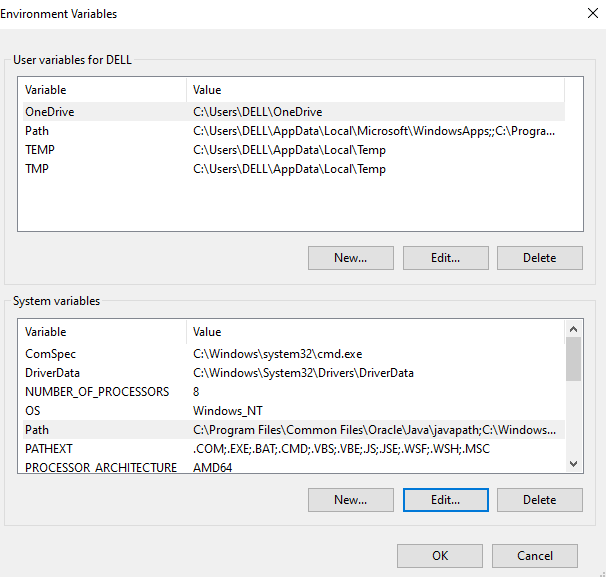 Environment Variables
User variables for DELL
Variable Value
OneDrive C:\Users\DELL\OneDrive
Path C:\Users\DELL\AppData\Local\Microsoft\WindowsApps;;C:\Progra...
TEMP C:\Users\DELL\AppData\Local\Temp
TMP C:\Users\DELL\AppData\Local\Temp
New... Edit... Delete
System variables
Variable Value
ComSpec C:\Windows\system32\cmd.exe
DriverData C:\Windows\System32\Drivers\DriverData
NUMBER_OF_PROCESSORS 8
OS Windows_NT
Path C:\Program Files\Common Files\Oracle\Java\javapath;C:\Windows...
PATHEXT .COM;.EXE;.BAT;.CMD;.VBS;.VBE;.JS;.JSE;.WSF;.WSH;.MSC
PROCESSOR_ARCHITECTURE AMD64
New... Edit... Delete
OK Cancel